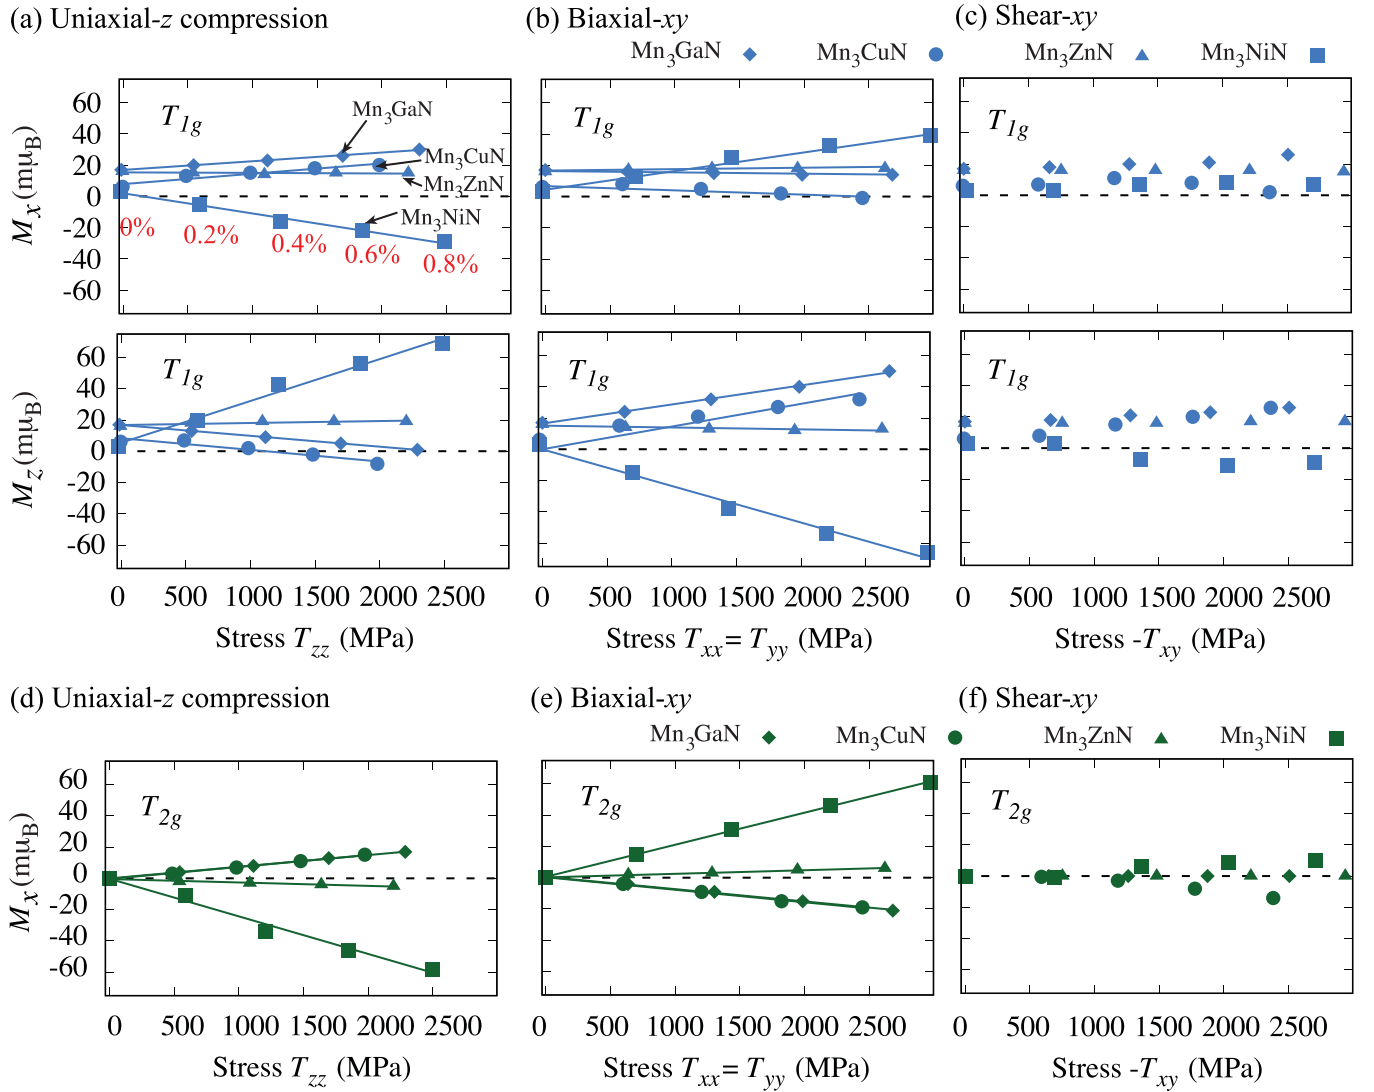 (a) Uniaxial-z compression
(b) Biaxial-xy
(c) Shear-xy
Mn3GaN Mn3CuN
Mn3ZnN Mn3NiN
Mx (mμB)
60
40
20
0
-20
-40
-60
T1g
Mn3GaN
Mn3CuN
Mn3ZnN
Mn3NiN
0%
0.2%
0.4%
0.6%
0.8%
T1g
T1g
Mz (mμB)
60
40
20
0
-20
-40
-60
T1g
T1g
T1g
0 500 1000 1500 2000 2500
Stress Tzz (MPa)
0 500 1000 1500 2000 2500
Stress Txx = Tyy (MPa)
0 500 1000 1500 2000 2500
Stress -Txy (MPa)
(d) Uniaxial-z compression
(e) Biaxial-xy
(f) Shear-xy
Mn3GaN Mn3CuN
Mn3ZnN Mn3NiN
Mx (mμB)
60
40
20
0
-20
-40
-60
T2g
T2g
T2g
0 500 1000 1500 2000 2500
Stress Tzz (MPa)
0 500 1000 1500 2000 2500
Stress Txx = Tyy (MPa)
0 500 1000 1500 2000 2500
Stress -Txy (MPa)